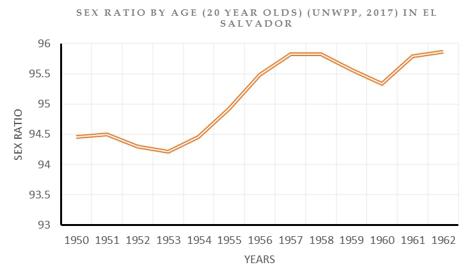 SEX RATIO BY AGE (20 YEAR OLDS) (UNWPP, 2017) IN EL
SALVADOR
96
95.5
95
94.5
94
93.5
93
SEX RATIO
1950 1951 1952 1953 1954 1955 1956 1957 1958 1959 1960 1961 1962
YEARS